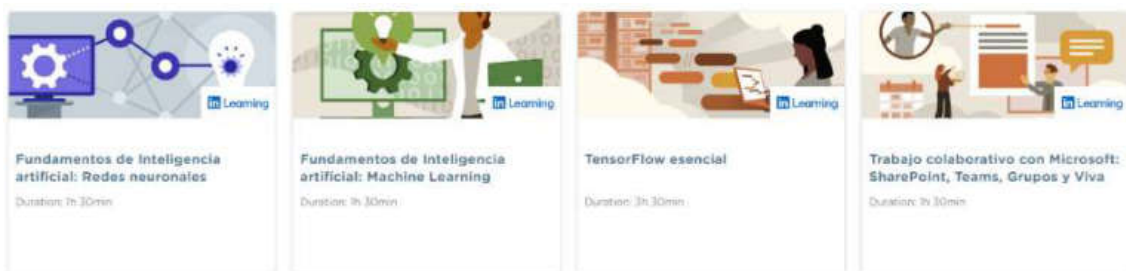 in Learning
in Learning
in Learning
in Learning
Fundamentos de Inteligencia
artificial: Redes neuronales
Duration: 1h 30min
Fundamentos de Inteligencia
artificial: Machine Learning
Duration: 1h 30min
TensorFlow esencial
Duration: 3h 30min
Trabajo colaborativo con Microsoft:
SharePoint, Teams, Grupos y Viva
Duration: 1h 30min